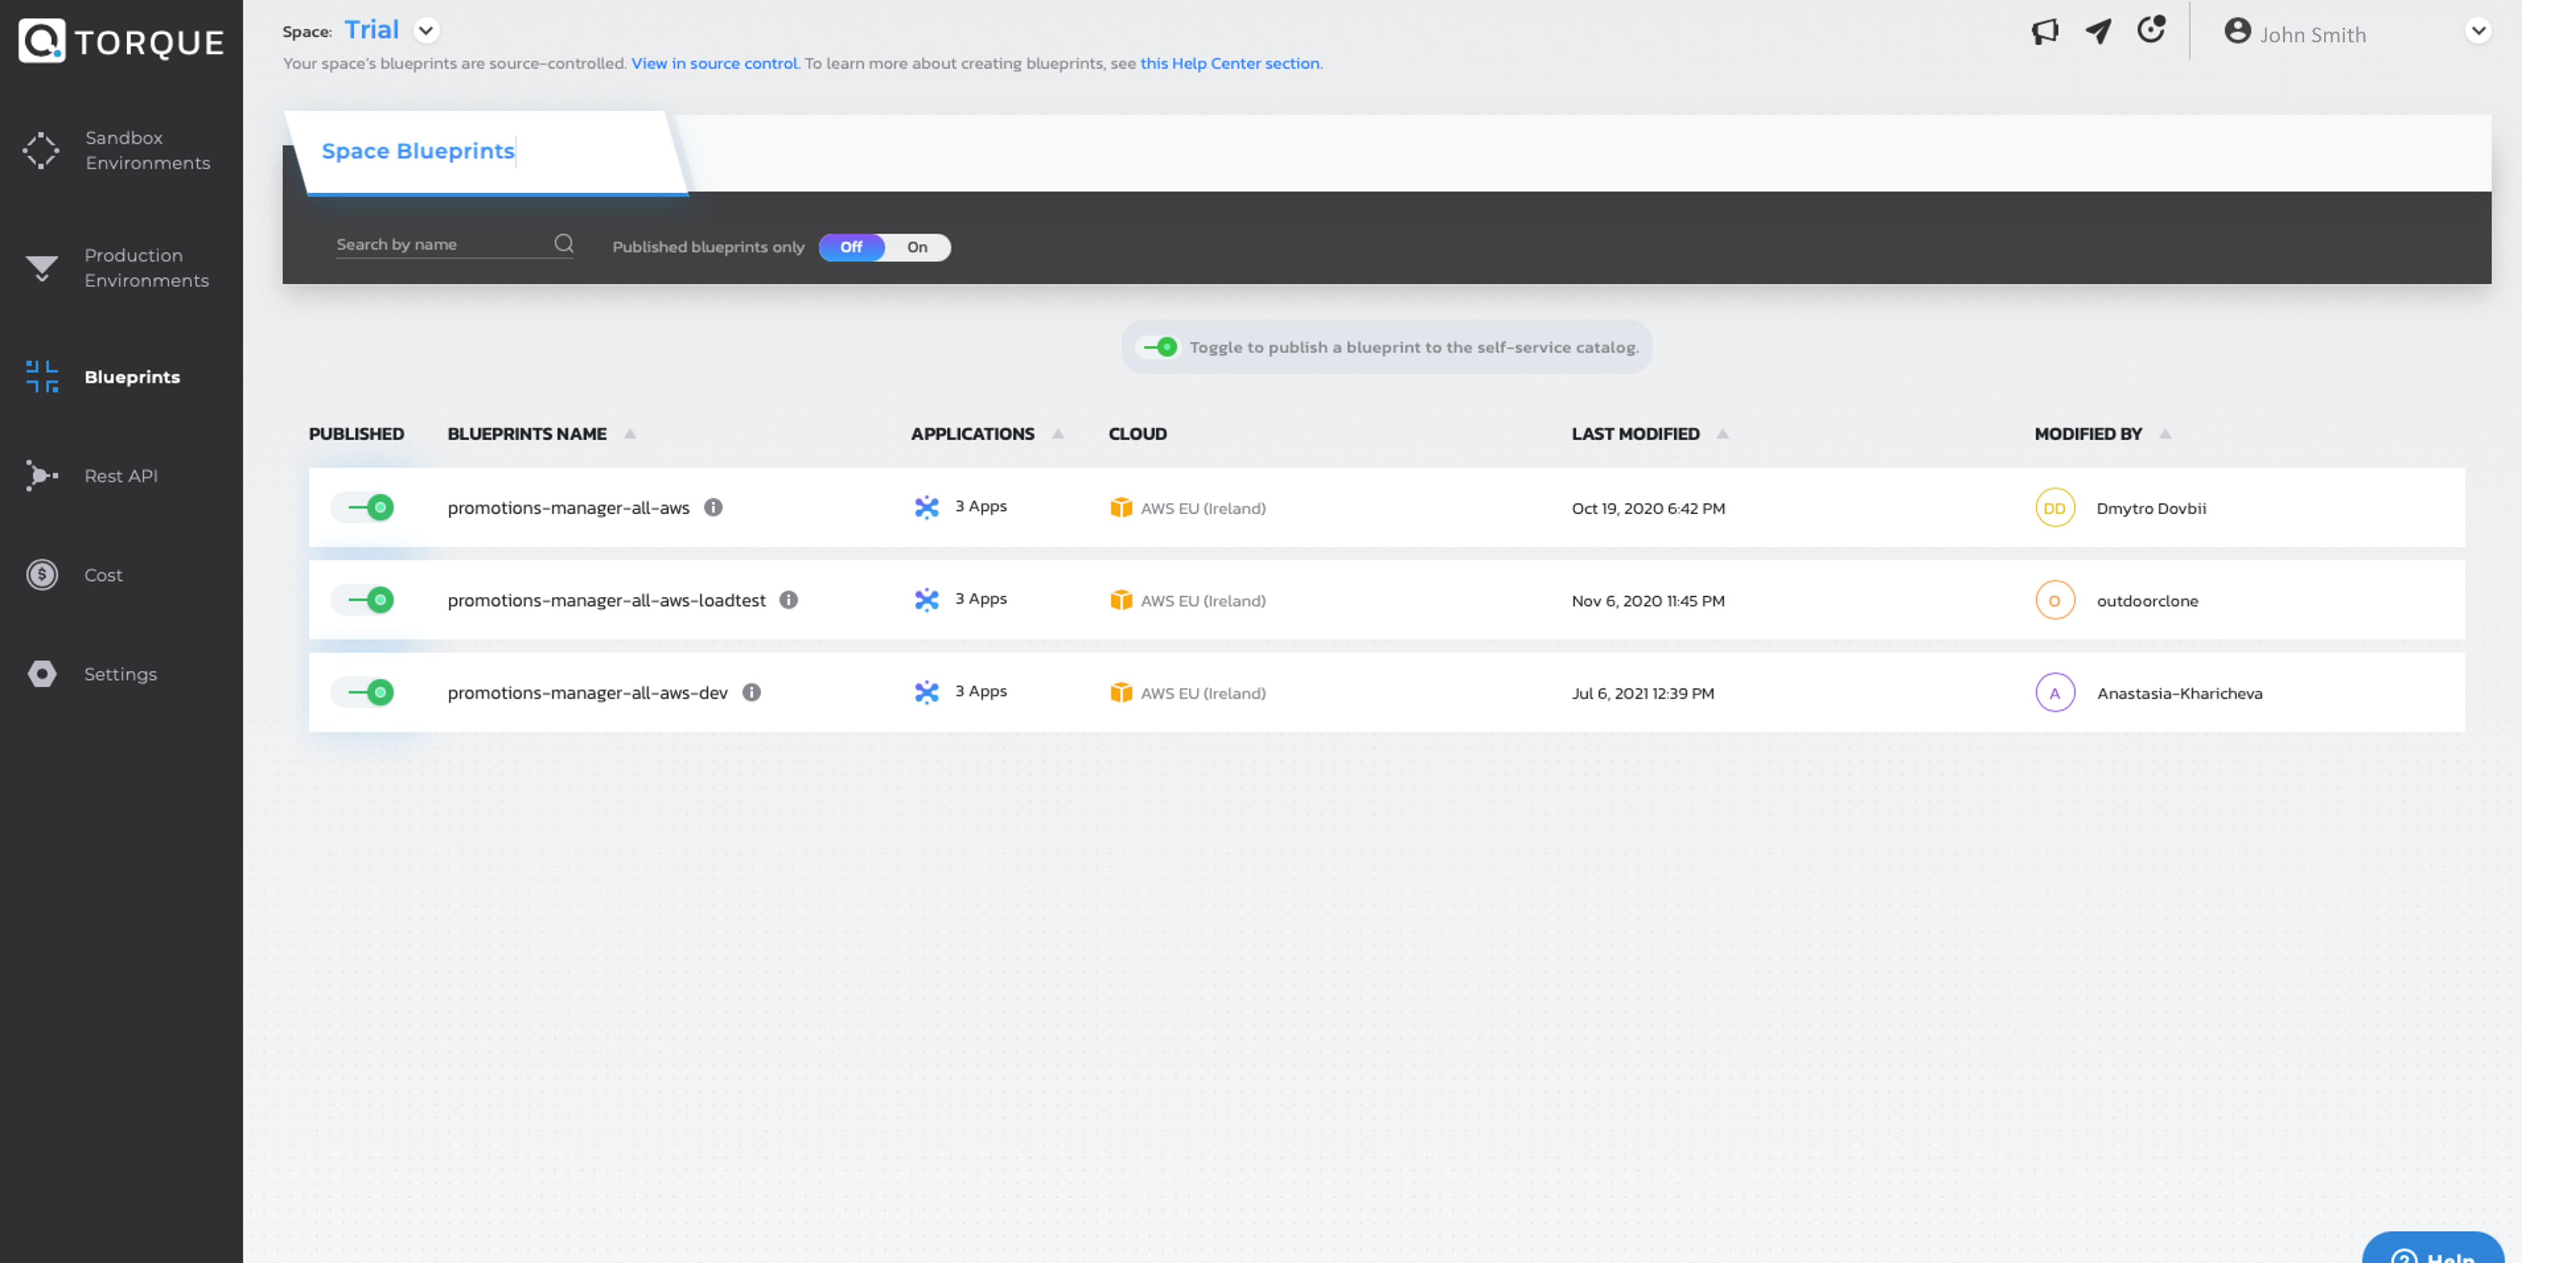 TORQUE
Space: Trial
John Smith
Your space's blueprints are source-controlled. View in source control. To learn more about creating blueprints, see this Help Center section.
Sandbox
Environments
Production
Environments
Blueprints
Rest API
Cost
Settings
Space Blueprints
Search by name
Published blueprints only Off On
Toggle to publish a blueprint to the self-service catalog.
PUBLISHED BLUEPRINTS NAME APPLICATIONS CLOUD LAST MODIFIED MODIFIED BY
promotions-manager-all-aws 3 Apps AWS EU (Ireland) Oct 19, 2020 6:42 PM DD Dmytro Dovbii
promotions-manager-all-aws-loadtest 3 Apps AWS EU (Ireland) Nov 6, 2020 11:45 PM O outdoorclone
promotions-manager-all-aws-dev 3 Apps AWS EU (Ireland) Jul 6, 2021 12:39 PM A Anastasia-Kharicheva
Help